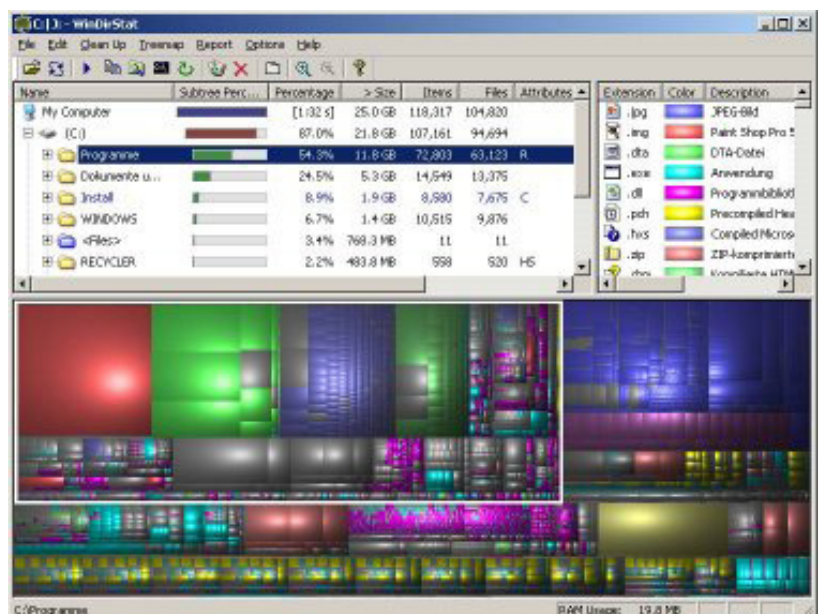 C:| J: - WinDirStat
File Edit Clean Up Treemap Report Options Help
Name Subtree Perc... Percentage > Size Items Files Attributes
My Computer [1:32 s] 25.0 GB 118,317 104,820
(C:) 87.0% 21.8 GB 107,161 94,694
Programme 54.3% 11.8 GB 72,803 63,123 R
Dokumente u... 24.5% 5.3 GB 14,549 13,375
Install 8.9% 1.9 GB 8,580 7,675 C
WINDOWS 6.7% 1.4 GB 10,515 9,876
<Files> 3.4% 768.3 MB 11 11
RECYCLER 2.2% 483.8 MB 558 520 HS
Extension Color Description
.jpg JPEG-Bild
.img Paint Shop Pro 5
.dta DTA-Datei
.exe Anwendung
.dll Programmbibliot
.pch Precompiled Hea
.hxs Compiled Micros
.zip ZIP-komprimierte
.chm Kompilierte HTM
C:\Programme
RAM Usage: 19.8 MB